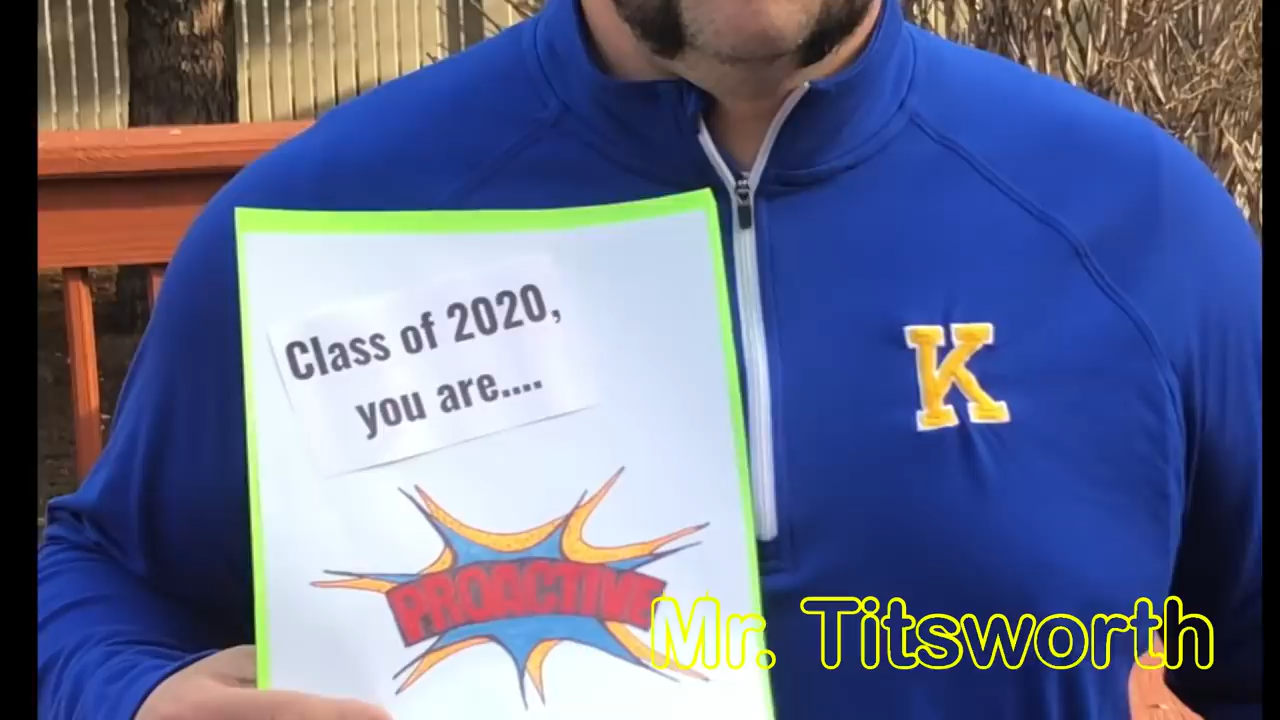 Class of 2020,
you are....
K
PROACTIVE
Mr. Titsworth